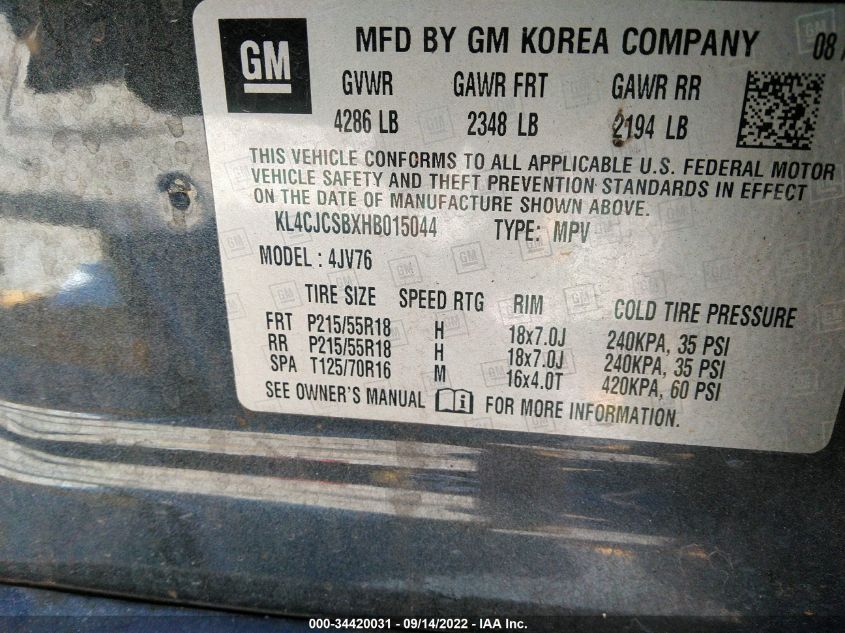 GM
MFD BY GM KOREA COMPANY 08
GVWR GAWR FRT GAWR RR
4286 LB 2348 LB 2194 LB
THIS VEHICLE CONFORMS TO ALL APPLICABLE U.S. FEDERAL MOTOR
VEHICLE SAFETY AND THEFT PREVENTION STANDARDS IN EFFECT
ON THE DATE OF MANUFACTURE SHOWN ABOVE.
KL4CJCSBXHB015044 TYPE: MPV
MODEL : 4JV76
TIRE SIZE SPEED RTG RIM COLD TIRE PRESSURE
FRT P215/55R18 H 18x7.0J 240KPA, 35 PSI
RR P215/55R18 H 18x7.0J 240KPA, 35 PSI
SPA T125/70R16 M 16x4.0T 420KPA, 60 PSI
SEE OWNER'S MANUAL FOR MORE INFORMATION.
000-34420031 - 09/14/2022 - IAA Inc.